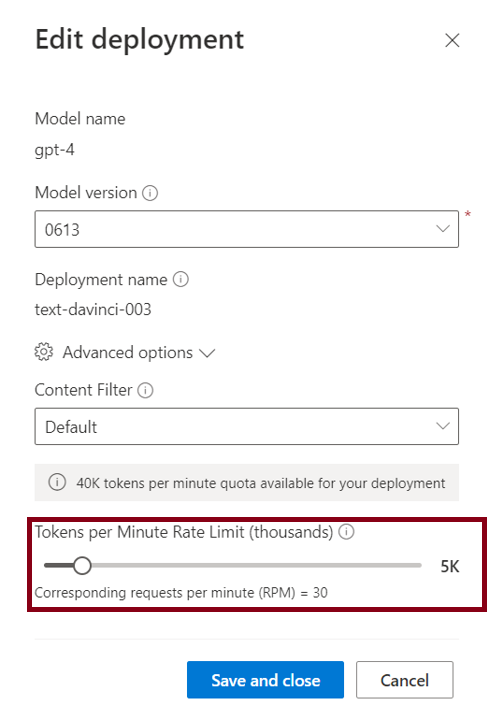 Edit deployment
Model name
gpt-4
Model version
0613
*
Deployment name
text-davinci-003
Advanced options
Content Filter
Default
40K tokens per minute quota available for your deployment
Tokens per Minute Rate Limit (thousands)
5K
Corresponding requests per minute (RPM) = 30
Save and close
Cancel